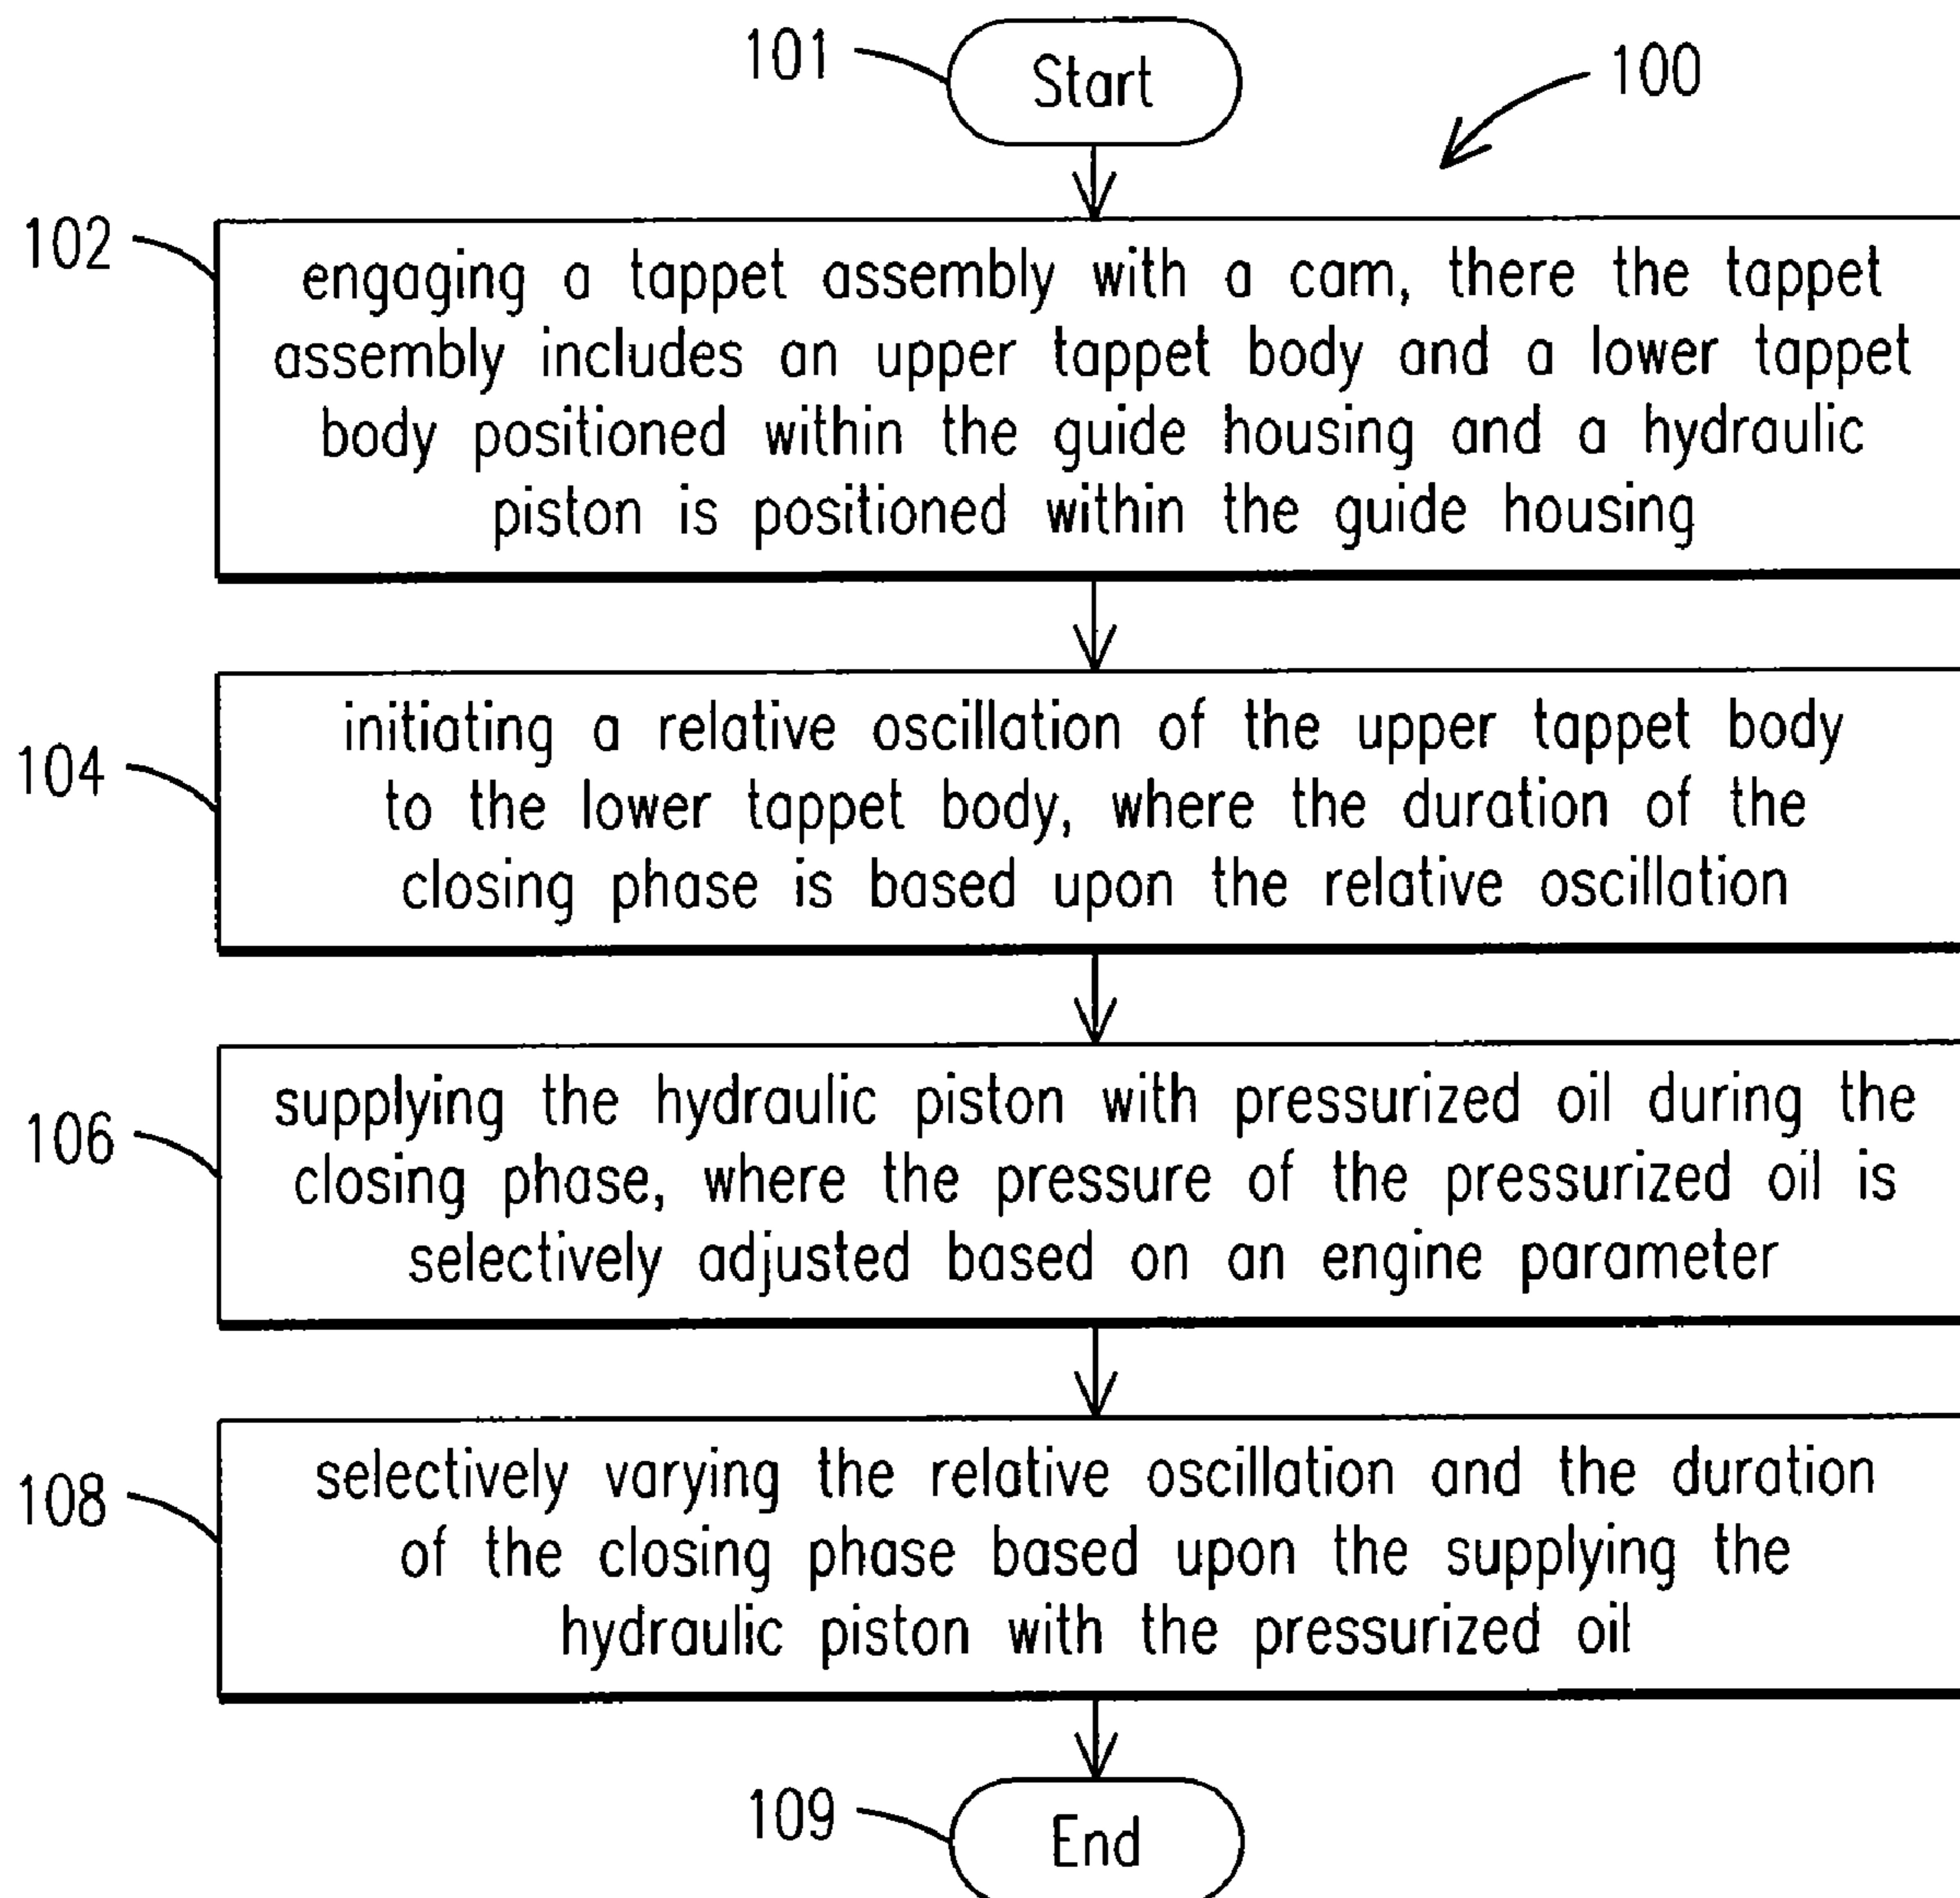 101
Start
100
102
engaging a tappet assembly with a cam, there the tappet
assembly includes an upper tappet body and a lower tappet
body positioned within the guide housing and a hydraulic
piston is positioned within the guide housing
104
initiating a relative oscillation of the upper tappet body
to the lower tappet body, where the duration of the
closing phase is based upon the relative oscillation
106
supplying the hydraulic piston with pressurized oil during the
closing phase, where the pressure of the pressurized oil is
selectively adjusted based on an engine parameter
108
selectively varying the relative oscillation and the duration
of the closing phase based upon the supplying the
hydraulic piston with the pressurized oil
109
End